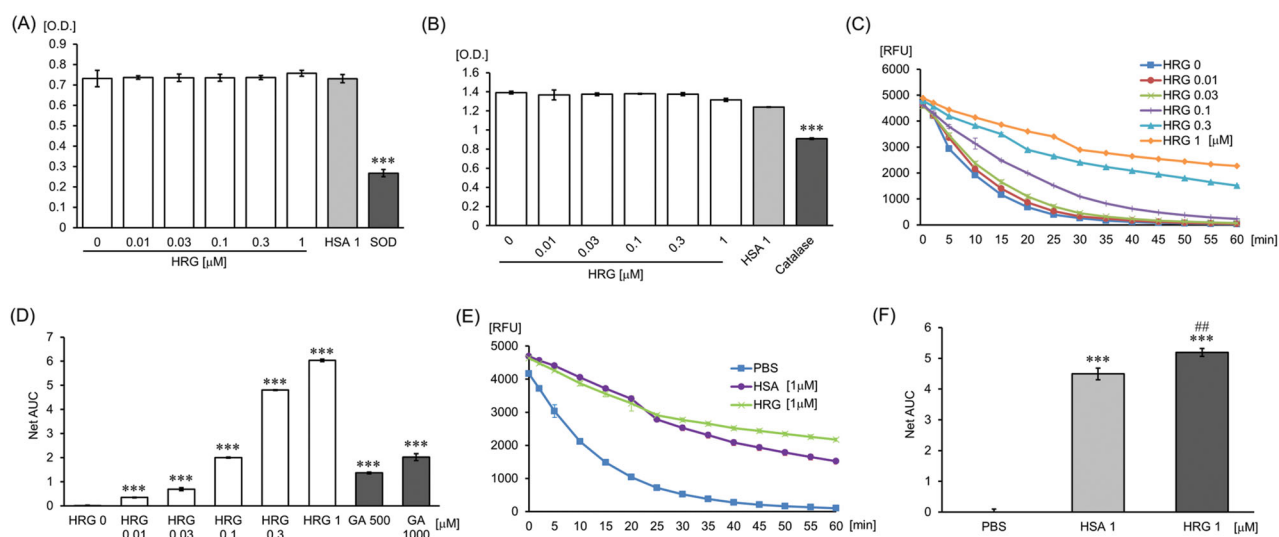 (A)
[O.D.]
0.9
0.8
0.7
0.6
0.5
0.4
0.3
0.2
0.1
0
***
0 0.01 0.03 0.1 0.3 1 HSA 1 SOD
HRG [μM]
(B)
[O.D.]
1.6
1.4
1.2
1
0.8
0.6
0.4
0.2
0
***
0 0.01 0.03 0.1 0.3 1 HSA 1 Catalase
HRG [μM]
(C)
[RFU]
6000
5000
4000
3000
2000
1000
0
HRG 0
HRG 0.01
HRG 0.03
HRG 0.1
HRG 0.3
HRG 1 [μM]
0 5 10 15 20 25 30 35 40 45 50 55 60 [min]
(D)
Net AUC
7
6
5
4
3
2
1
0
*** *** *** *** *** *** ***
HRG 0 HRG 0.01 HRG 0.03 HRG 0.1 HRG 0.3 HRG 1 GA 500 GA 1000 [μM]
(E)
[RFU]
5000
4000
3000
2000
1000
0
PBS
HSA [1μM]
HRG [1μM]
0 5 10 15 20 25 30 35 40 45 50 55 60 [min]
(F)
Net AUC
6
5
4
3
2
1
0
##
*** ***
PBS HSA 1 HRG 1 [μM]